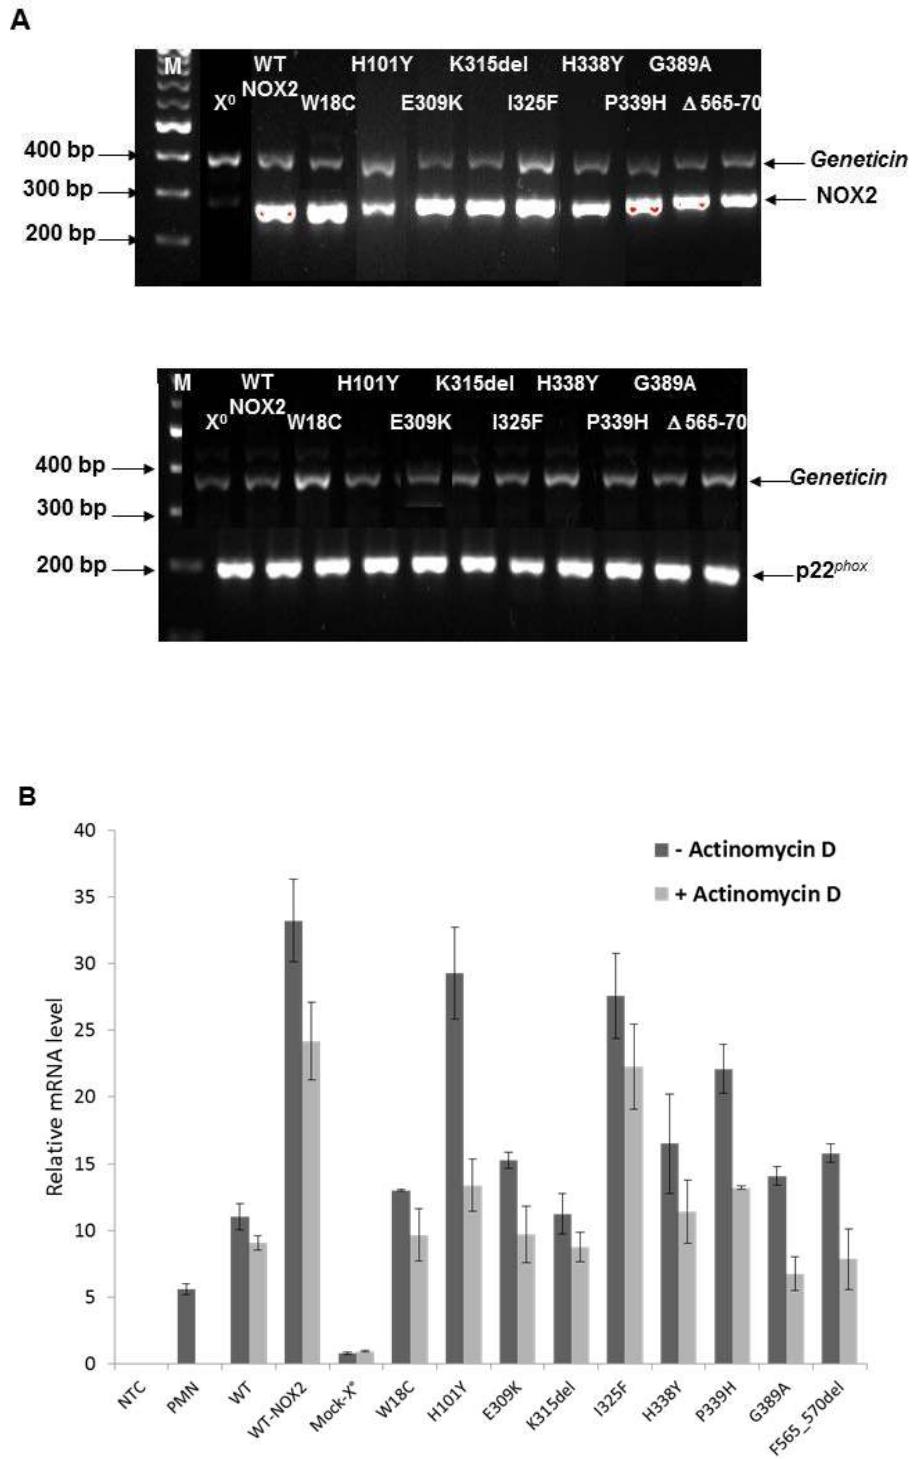 A
M
WT
NOX2
H101Y
K315del
H338Y
G389A
X⁰
W18C
E309K
I325F
P339H
Δ 565-70
400 bp
Geneticin
300 bp
NOX2
200 bp
M
WT
NOX2
H101Y
K315del
H338Y
G389A
X⁰
W18C
E309K
I325F
P339H
Δ 565-70
400 bp
Geneticin
300 bp
200 bp
p22phox
B
40
35
30
25
20
15
10
5
0
Relative mRNA level
- Actinomycin D
+ Actinomycin D
NTC
PMN
WT
WT-NOX2
Mock-X°
W18C
H101Y
E309K
K315del
I325F
H338Y
P339H
G389A
F565_570del